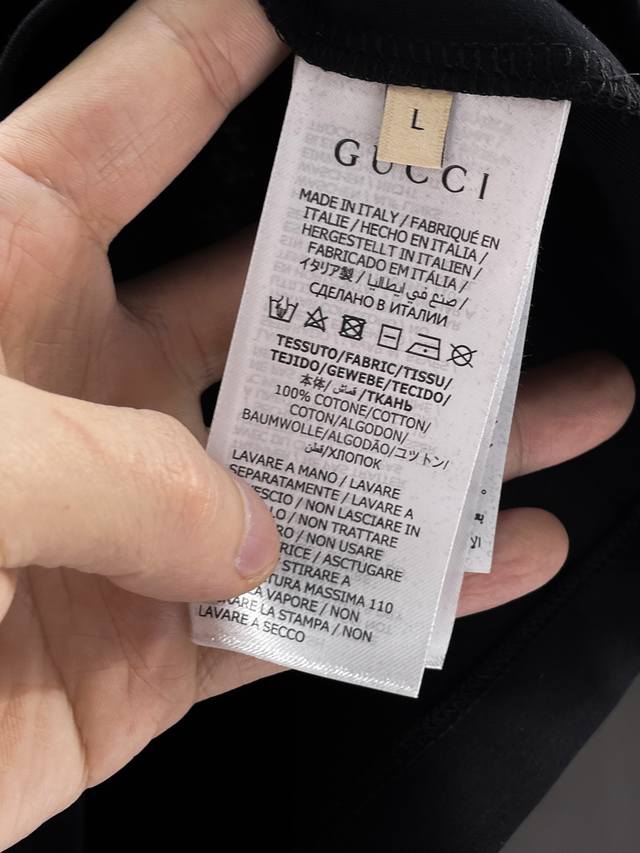 L
GUCCI
MADE IN ITALY / FABRIQUÉ EN
ITALIE / HECHO EN ITALIA /
HERGESTELLT IN ITALIEN /
FABRICADO EM ITÁLIA /
イタリア製 / صنع في إيطاليا /
СДЕЛАНО В ИТАЛИИ
TESSUTO/FABRIC/TISSU/
TEJIDO/GEWEBE/TECIDO/
本体/قماش/ТКАНЬ
100% COTONE/COTTON/
COTON/ALGODON/
BAUMWOLLE/ALGODÃO/コットン/
قطن/ХЛОПОК
LAVARE A MANO / LAVARE
SEPARATAMENTE / LAVARE A
/ NON LASCIARE IN
/ NON TRATTARE
/ NON USARE
/ ASCTUGARE
STIRARE A
MASSIMA 110
VAPORE / NON
LA STAMPA / NON
LAVARE A SECCO